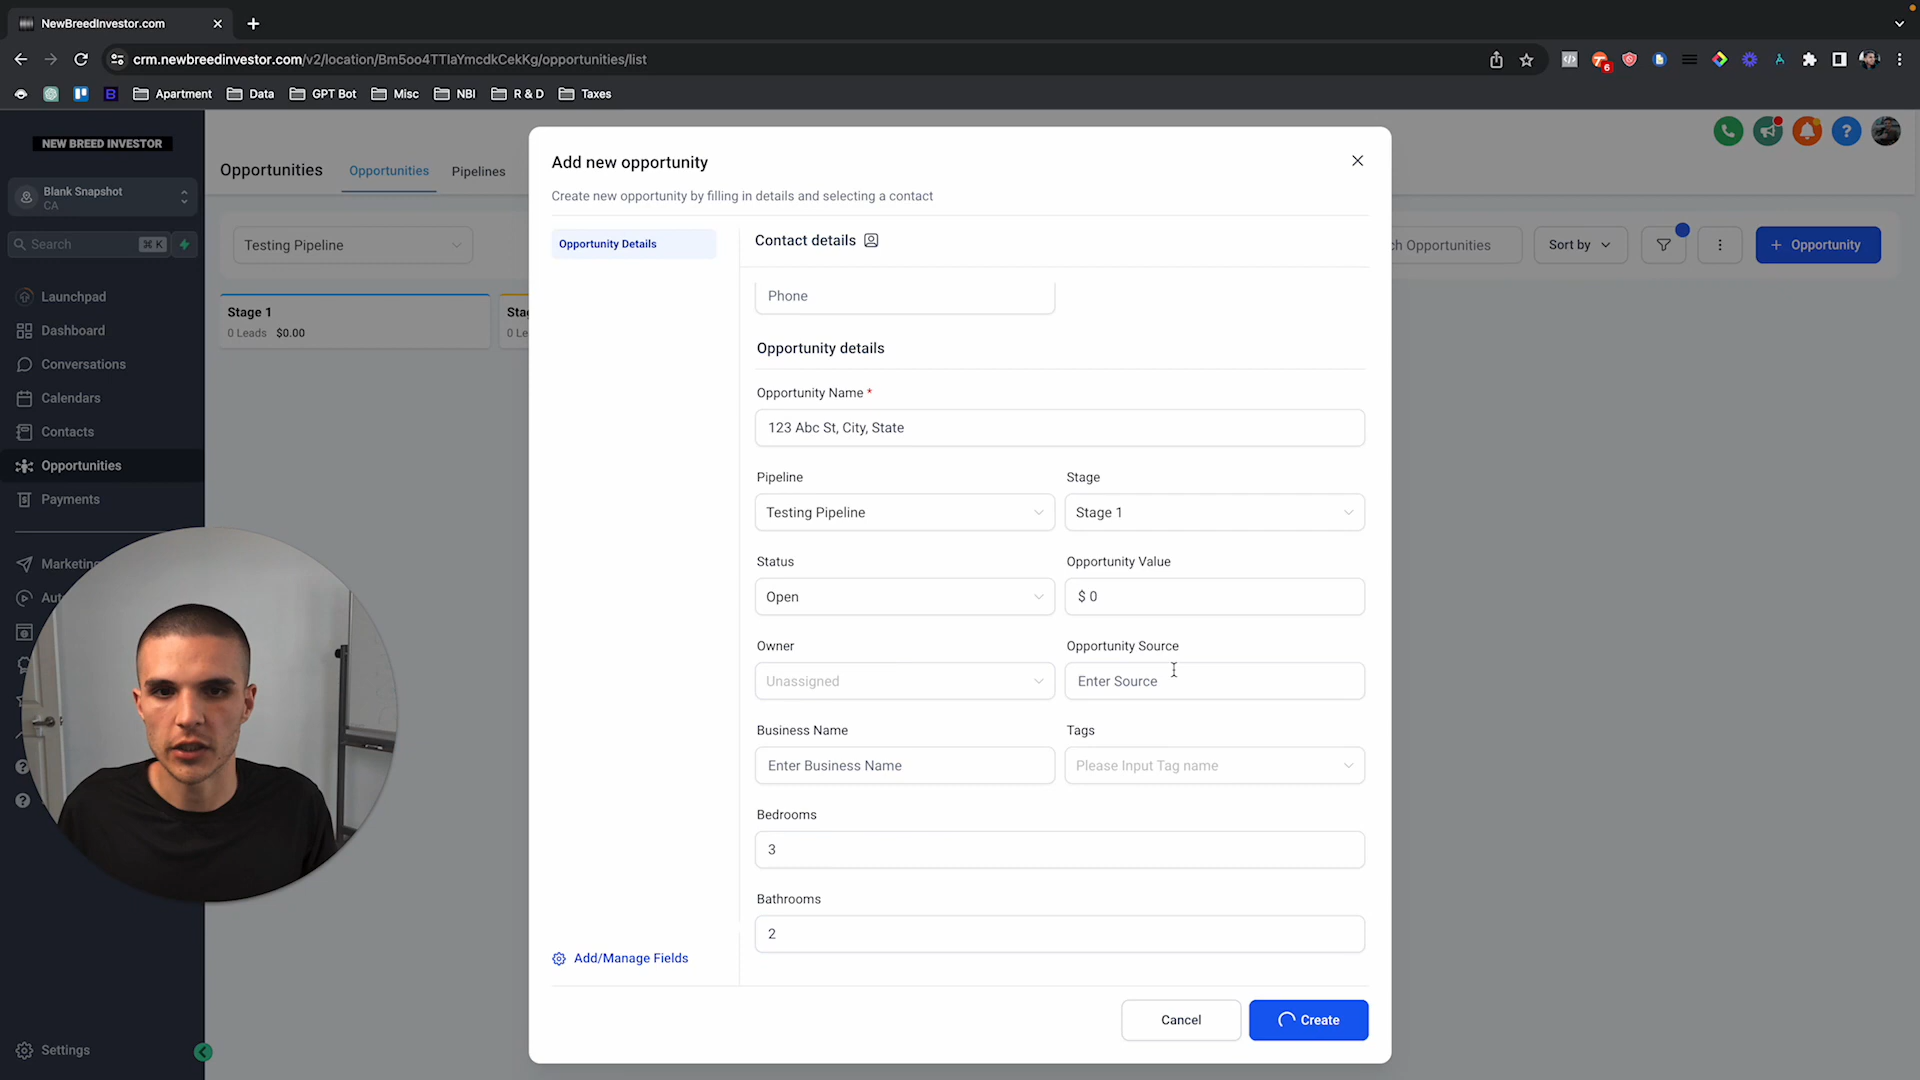 NewBreedInvestor.com
crm.newbreedinvestor.com/v2/location/Bm5oo4TTIaYmcdkCekKg/opportunities/list
Apartment
Data
GPT Bot
Misc
NBI
R & D
Taxes
NEW BREED INVESTOR
Blank Snapshot
CA
Search
⌘ K
Launchpad
Dashboard
Conversations
Calendars
Contacts
Opportunities
Payments
Marketing
Settings
Opportunities
Opportunities
Pipelines
Testing Pipeline
Stage 1
0 Leads $0.00
Opportunities
Sort by
+ Opportunity
6
Add new opportunity
Create new opportunity by filling in details and selecting a contact
Opportunity Details
Contact details
Phone
Opportunity details
Opportunity Name *
123 Abc St, City, State
Pipeline
Stage
Testing Pipeline
Stage 1
Status
Opportunity Value
Open
$ 0
Owner
Opportunity Source
Unassigned
Enter Source
Business Name
Tags
Enter Business Name
Please Input Tag name
Bedrooms
3
Bathrooms
2
Add/Manage Fields
Cancel
Create